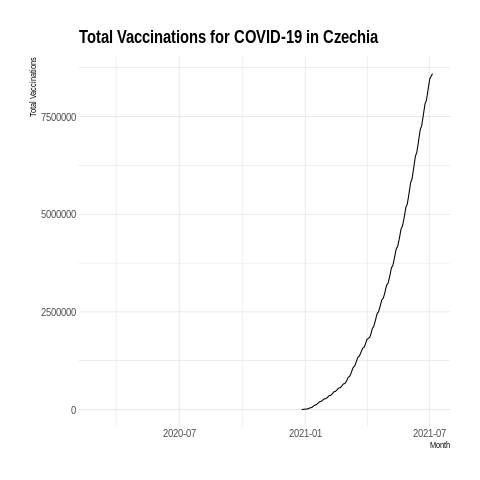 Total Vaccinations for COVID-19 in Czechia
Total Vaccinations
7500000
5000000
2500000
0
2020-07 2021-01 2021-07
Month